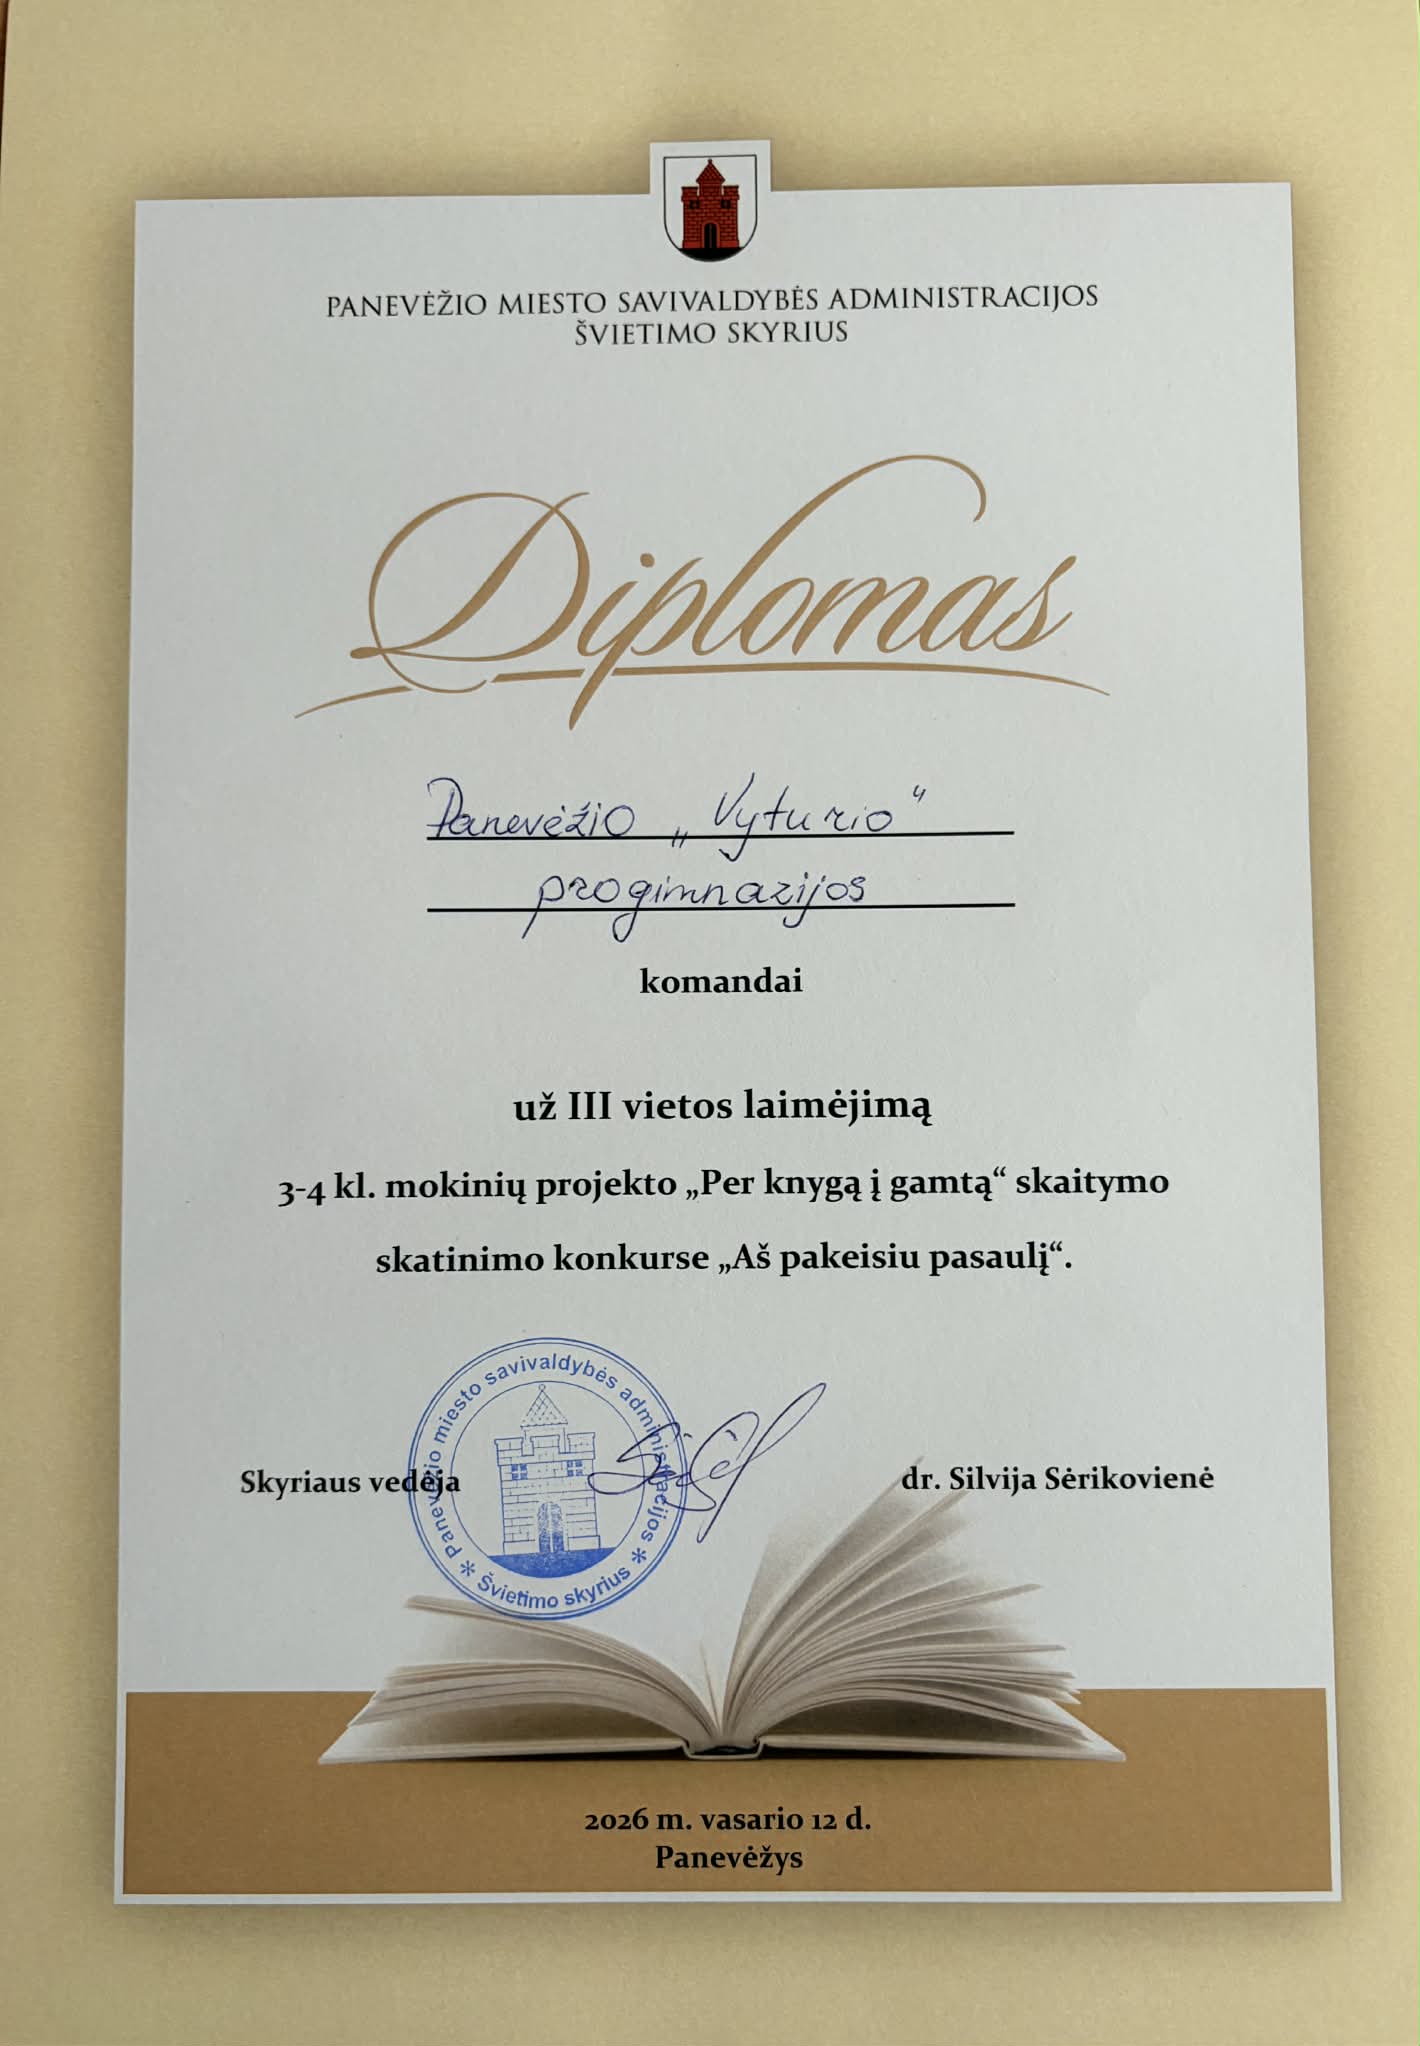 PANEVĖŽIO MIESTO SAVIVALDYBĖS ADMINISTRACIJOS
ŠVIETIMO SKYRIUS
Diplomas
Panevėžio „Vyturio“
progimnazijos
komandai
už III vietos laimėjimą
3-4 kl. mokinių projekto „Per knygą į gamtą“ skaitymo
skatinimo konkurse „Aš pakeisiu pasaulį“.
Panevėžio miesto savivaldybės administracijos
* Švietimo skyrius *
Skyriaus vedėja
dr. Silvija Sėrikovienė
2026 m. vasario 12 d.
Panevėžys